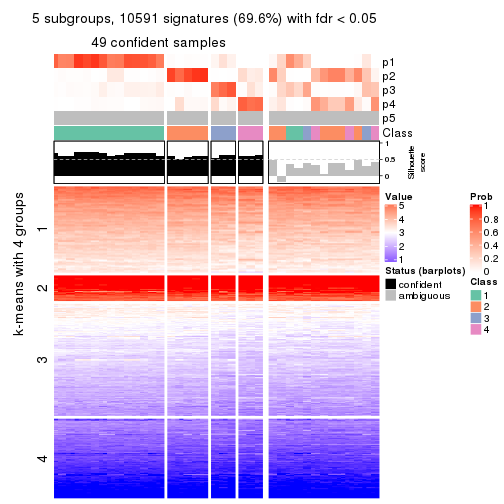 5 subgroups, 10591 signatures (69.6%) with fdr < 0.05
49 confident samples
p1
p2
p3
p4
p5
Class
1
0.5
0
Silhouette
score
k-means with 4 groups
1
2
3
4
Value
5
4
3
2
1
Status (barplots)
confident
ambiguous
Prob
1
0.8
0.6
0.4
0.2
0
Class
1
2
3
4